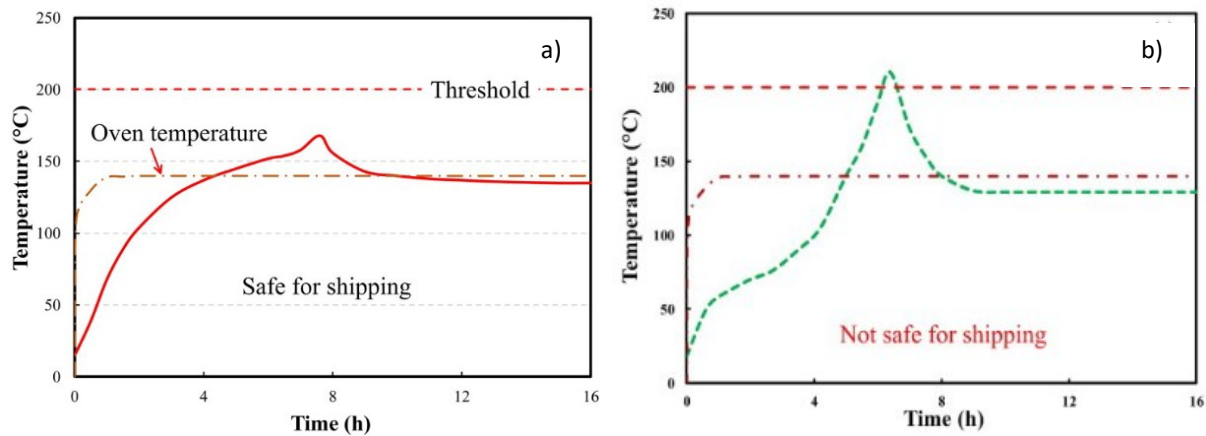 a)
250
200
150
100
50
0
Temperature (°C)
Threshold
Oven temperature
Safe for shipping
0 4 8 12 16
Time (h)
b)
250
200
150
100
50
0
Temperature (°C)
Not safe for shipping
0 4 8 12 16
Time (h)